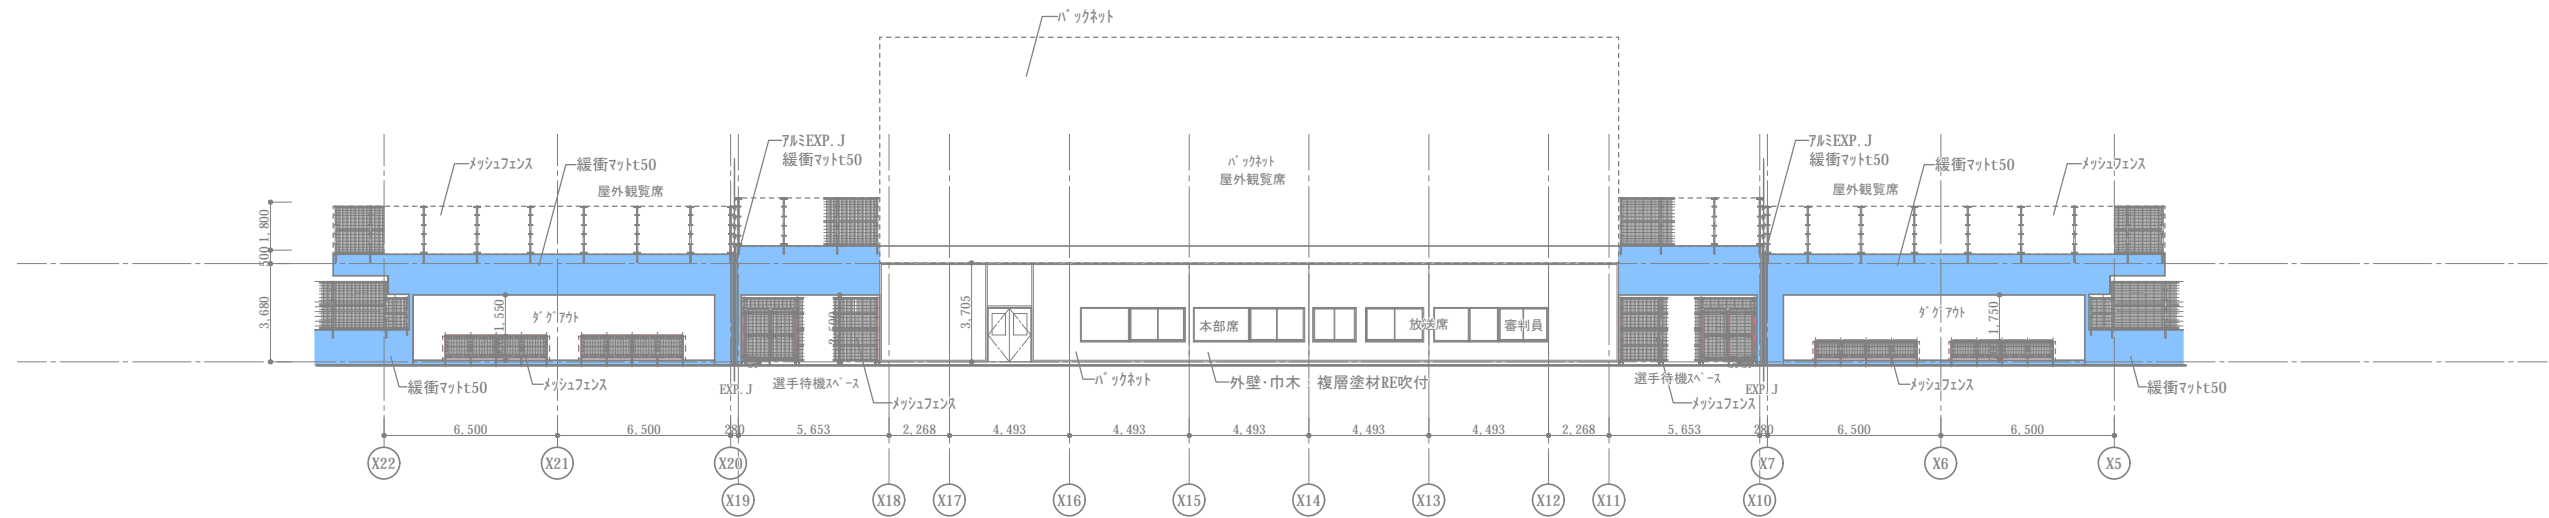 ﾊﾞｯｸﾈｯﾄ
ｱﾙﾐEXP.J
緩衝ﾏｯﾄt50
ｱﾙﾐEXP.J
緩衝ﾏｯﾄt50
ﾒｯｼｭﾌｪﾝｽ
緩衝ﾏｯﾄt50
ﾊﾞｯｸﾈｯﾄ
屋外観覧席
緩衝ﾏｯﾄt50
ﾒｯｼｭﾌｪﾝｽ
屋外観覧席
屋外観覧席
1,800
500
3,680
1,550
ﾀﾞｸﾞｱｳﾄ
3,705
本部席
放送席
審判員
ﾀﾞｸﾞｱｳﾄ
1,750
緩衝ﾏｯﾄt50
ﾒｯｼｭﾌｪﾝｽ
EXP.J
選手待機ｽﾍﾟｰｽ
ﾒｯｼｭﾌｪﾝｽ
ﾊﾞｯｸﾈｯﾄ
外壁・巾木：複層塗材RE吹付
選手待機ｽﾍﾟｰｽ
ﾒｯｼｭﾌｪﾝｽ
EXP.J
ﾒｯｼｭﾌｪﾝｽ
緩衝ﾏｯﾄt50
6,500 6,500 280 5,653 2,268 4,493 4,493 4,493 4,493 4,493 2,268 5,653 280 6,500 6,500
X22 X21 X20 X7 X6 X5
X19 X18 X17 X16 X15 X14 X13 X12 X11 X10